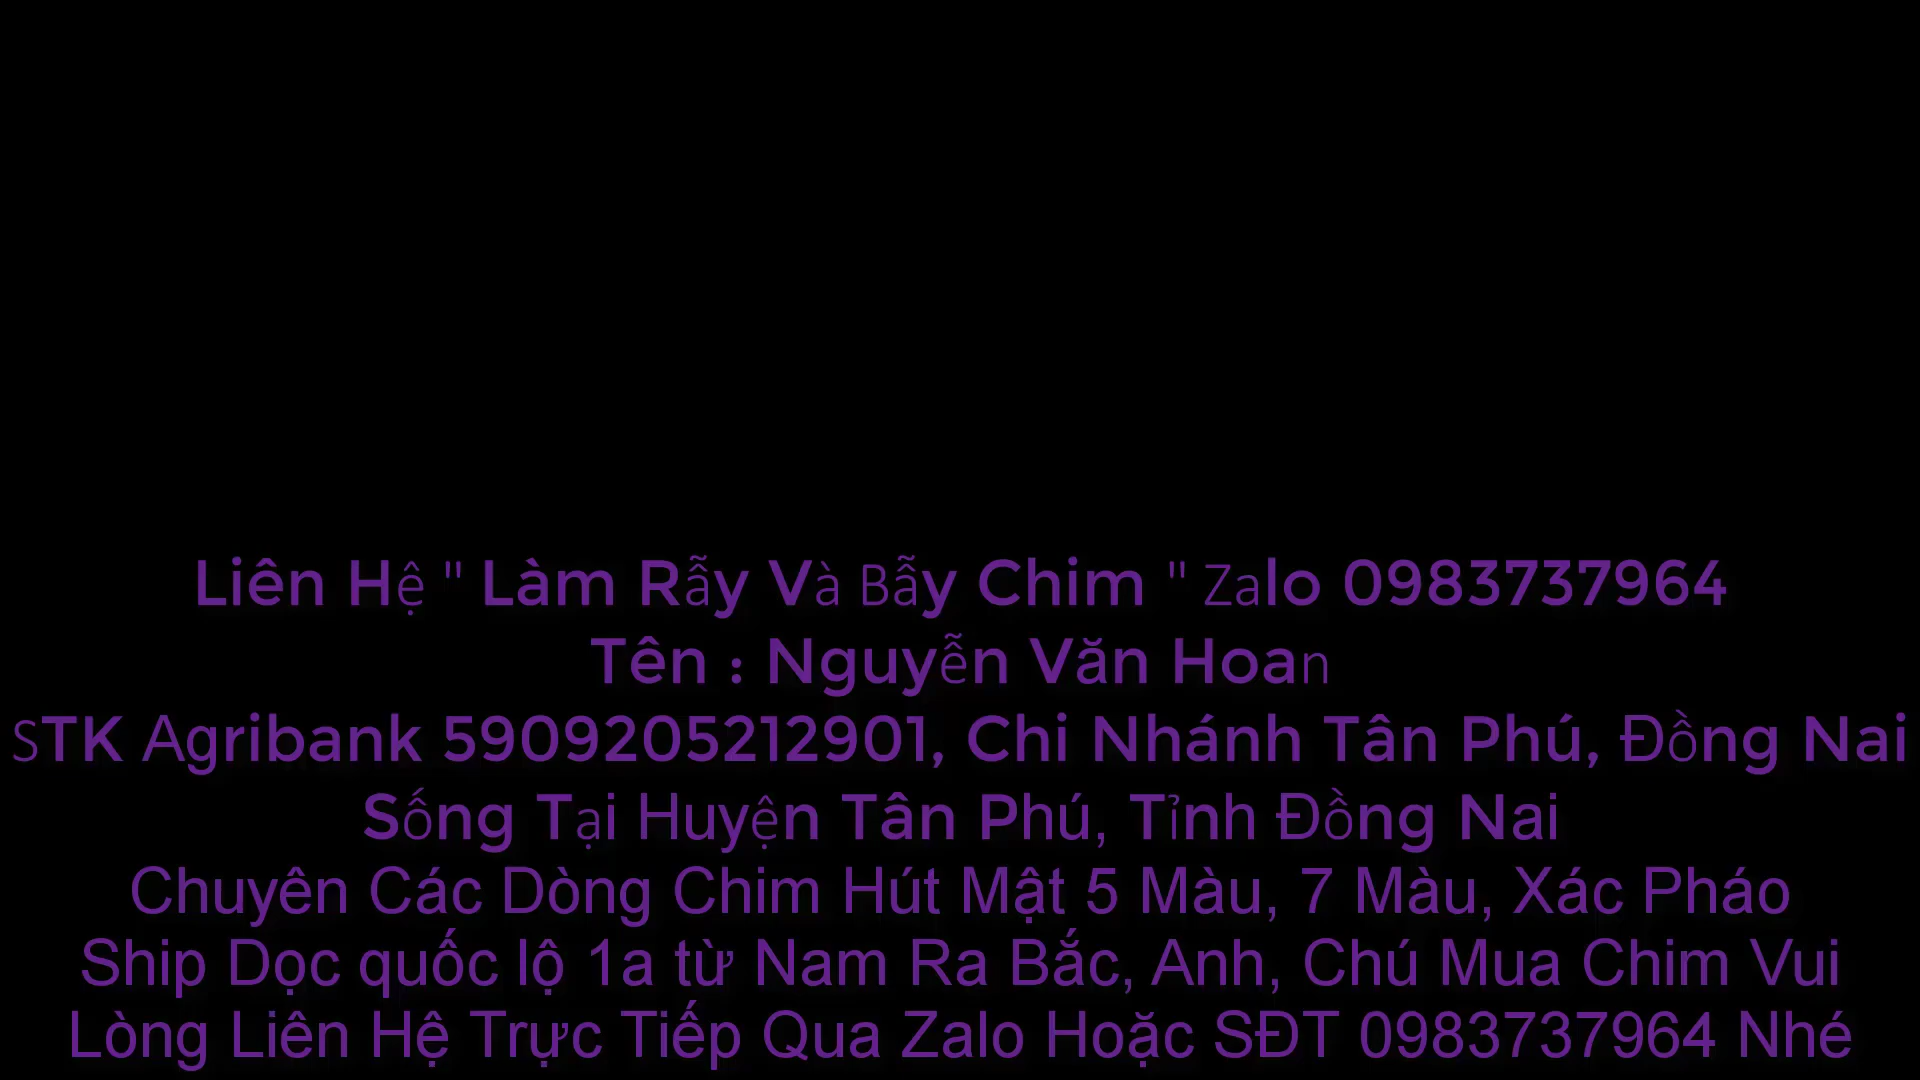 Liên Hệ " Làm Rẫy Và Bẫy Chim " Zalo 0983737964
Tên : Nguyễn Văn Hoan
STK Agribank 5909205212901, Chi Nhánh Tân Phú, Đồng Nai
Sống Tại Huyện Tân Phú, Tỉnh Đồng Nai
Chuyên Các Dòng Chim Hút Mật 5 Màu, 7 Màu, Xác Pháo
Ship Dọc quốc lộ 1a từ Nam Ra Bắc, Anh, Chú Mua Chim Vui
Lòng Liên Hệ Trực Tiếp Qua Zalo Hoặc SĐT 0983737964 Nhé